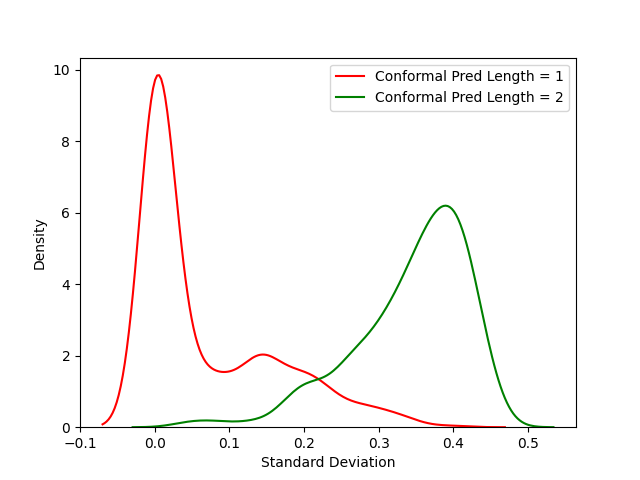 Conformal Pred Length = 1
Conformal Pred Length = 2
Density
10
8
6
4
2
0
−0.1 0.0 0.1 0.2 0.3 0.4 0.5
Standard Deviation